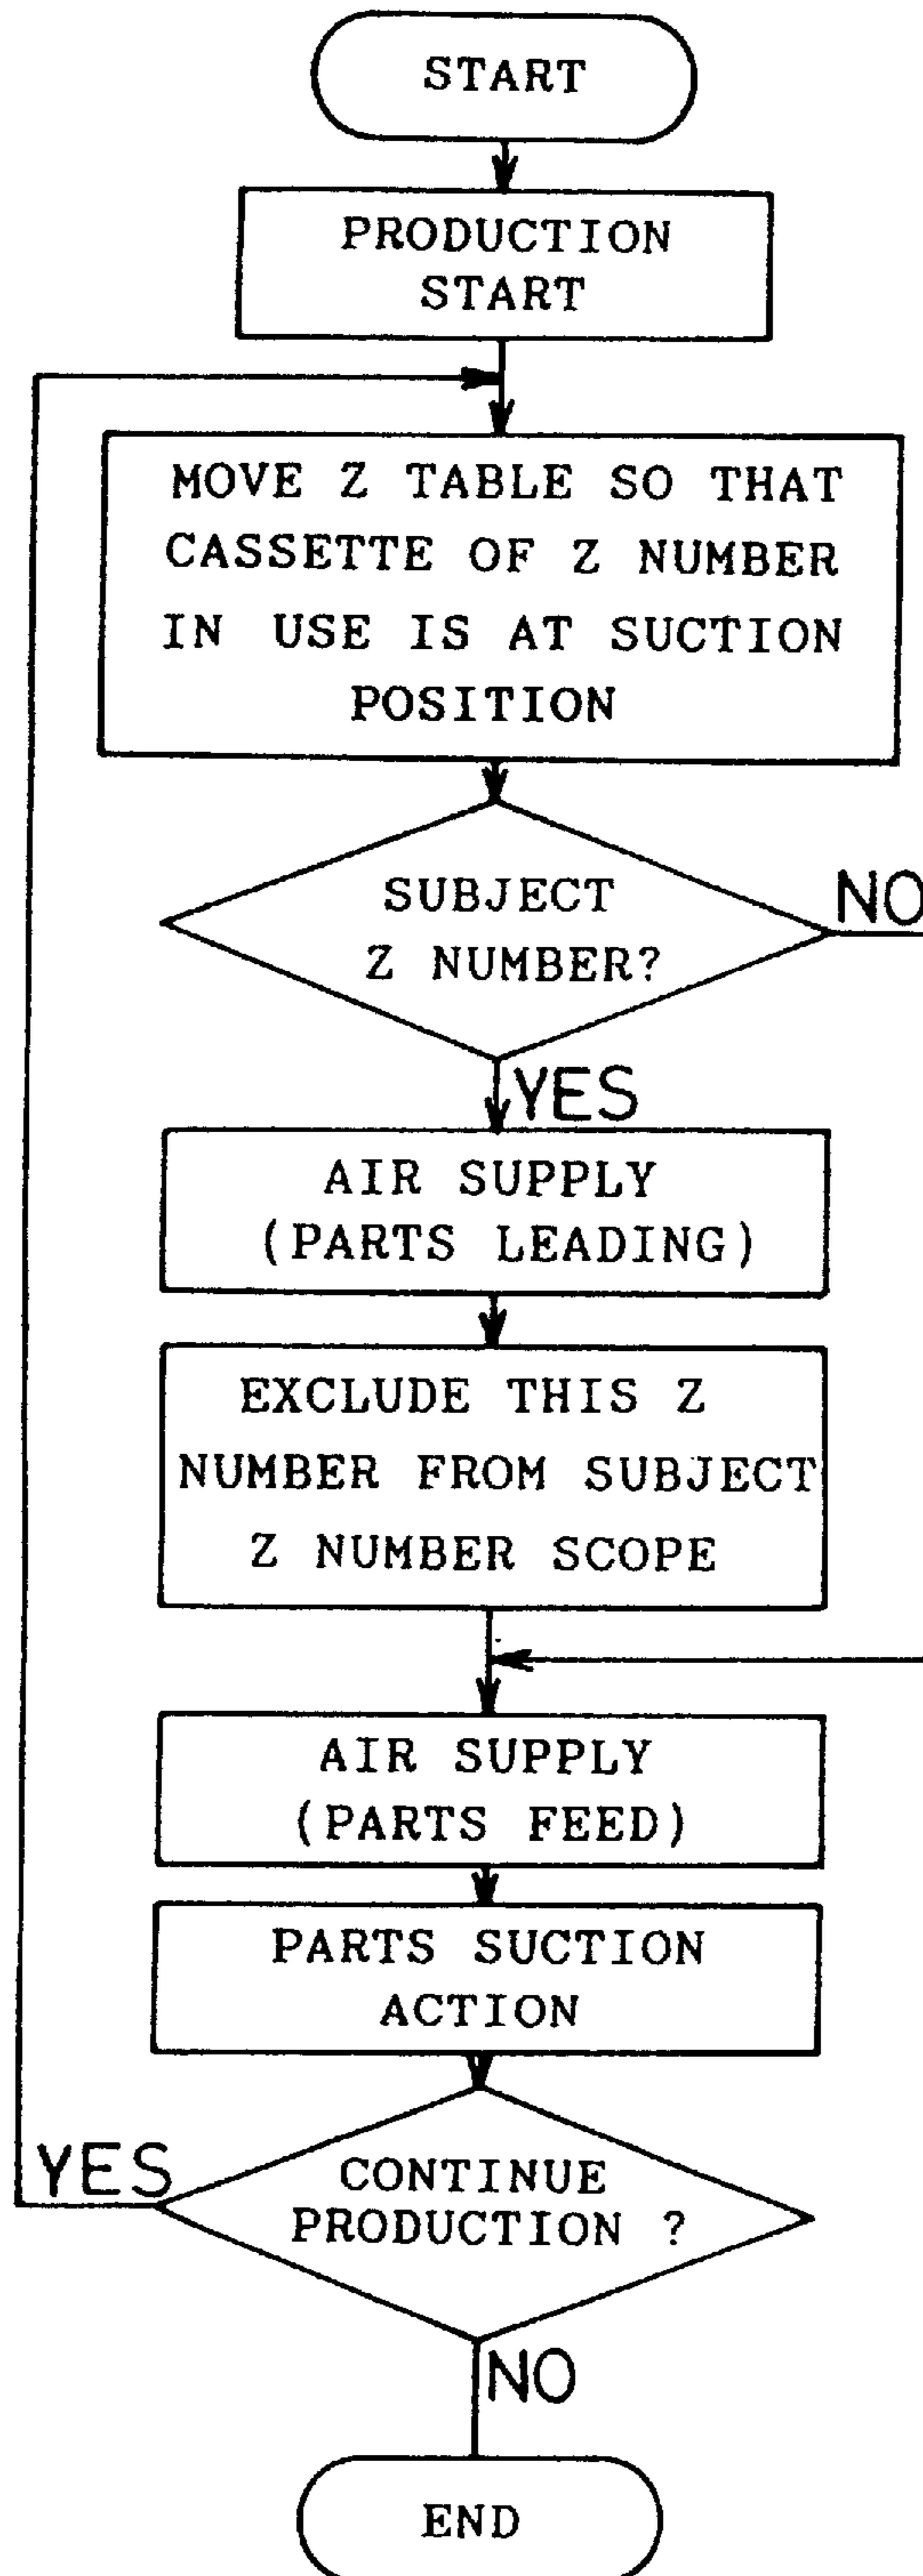 START
PRODUCTION
START
MOVE Z TABLE SO THAT
CASSETTE OF Z NUMBER
IN USE IS AT SUCTION
POSITION
SUBJECT
Z NUMBER?
NO
YES
AIR SUPPLY
(PARTS LEADING)
EXCLUDE THIS Z
NUMBER FROM SUBJECT
Z NUMBER SCOPE
AIR SUPPLY
(PARTS FEED)
PARTS SUCTION
ACTION
YES
CONTINUE
PRODUCTION ?
NO
END